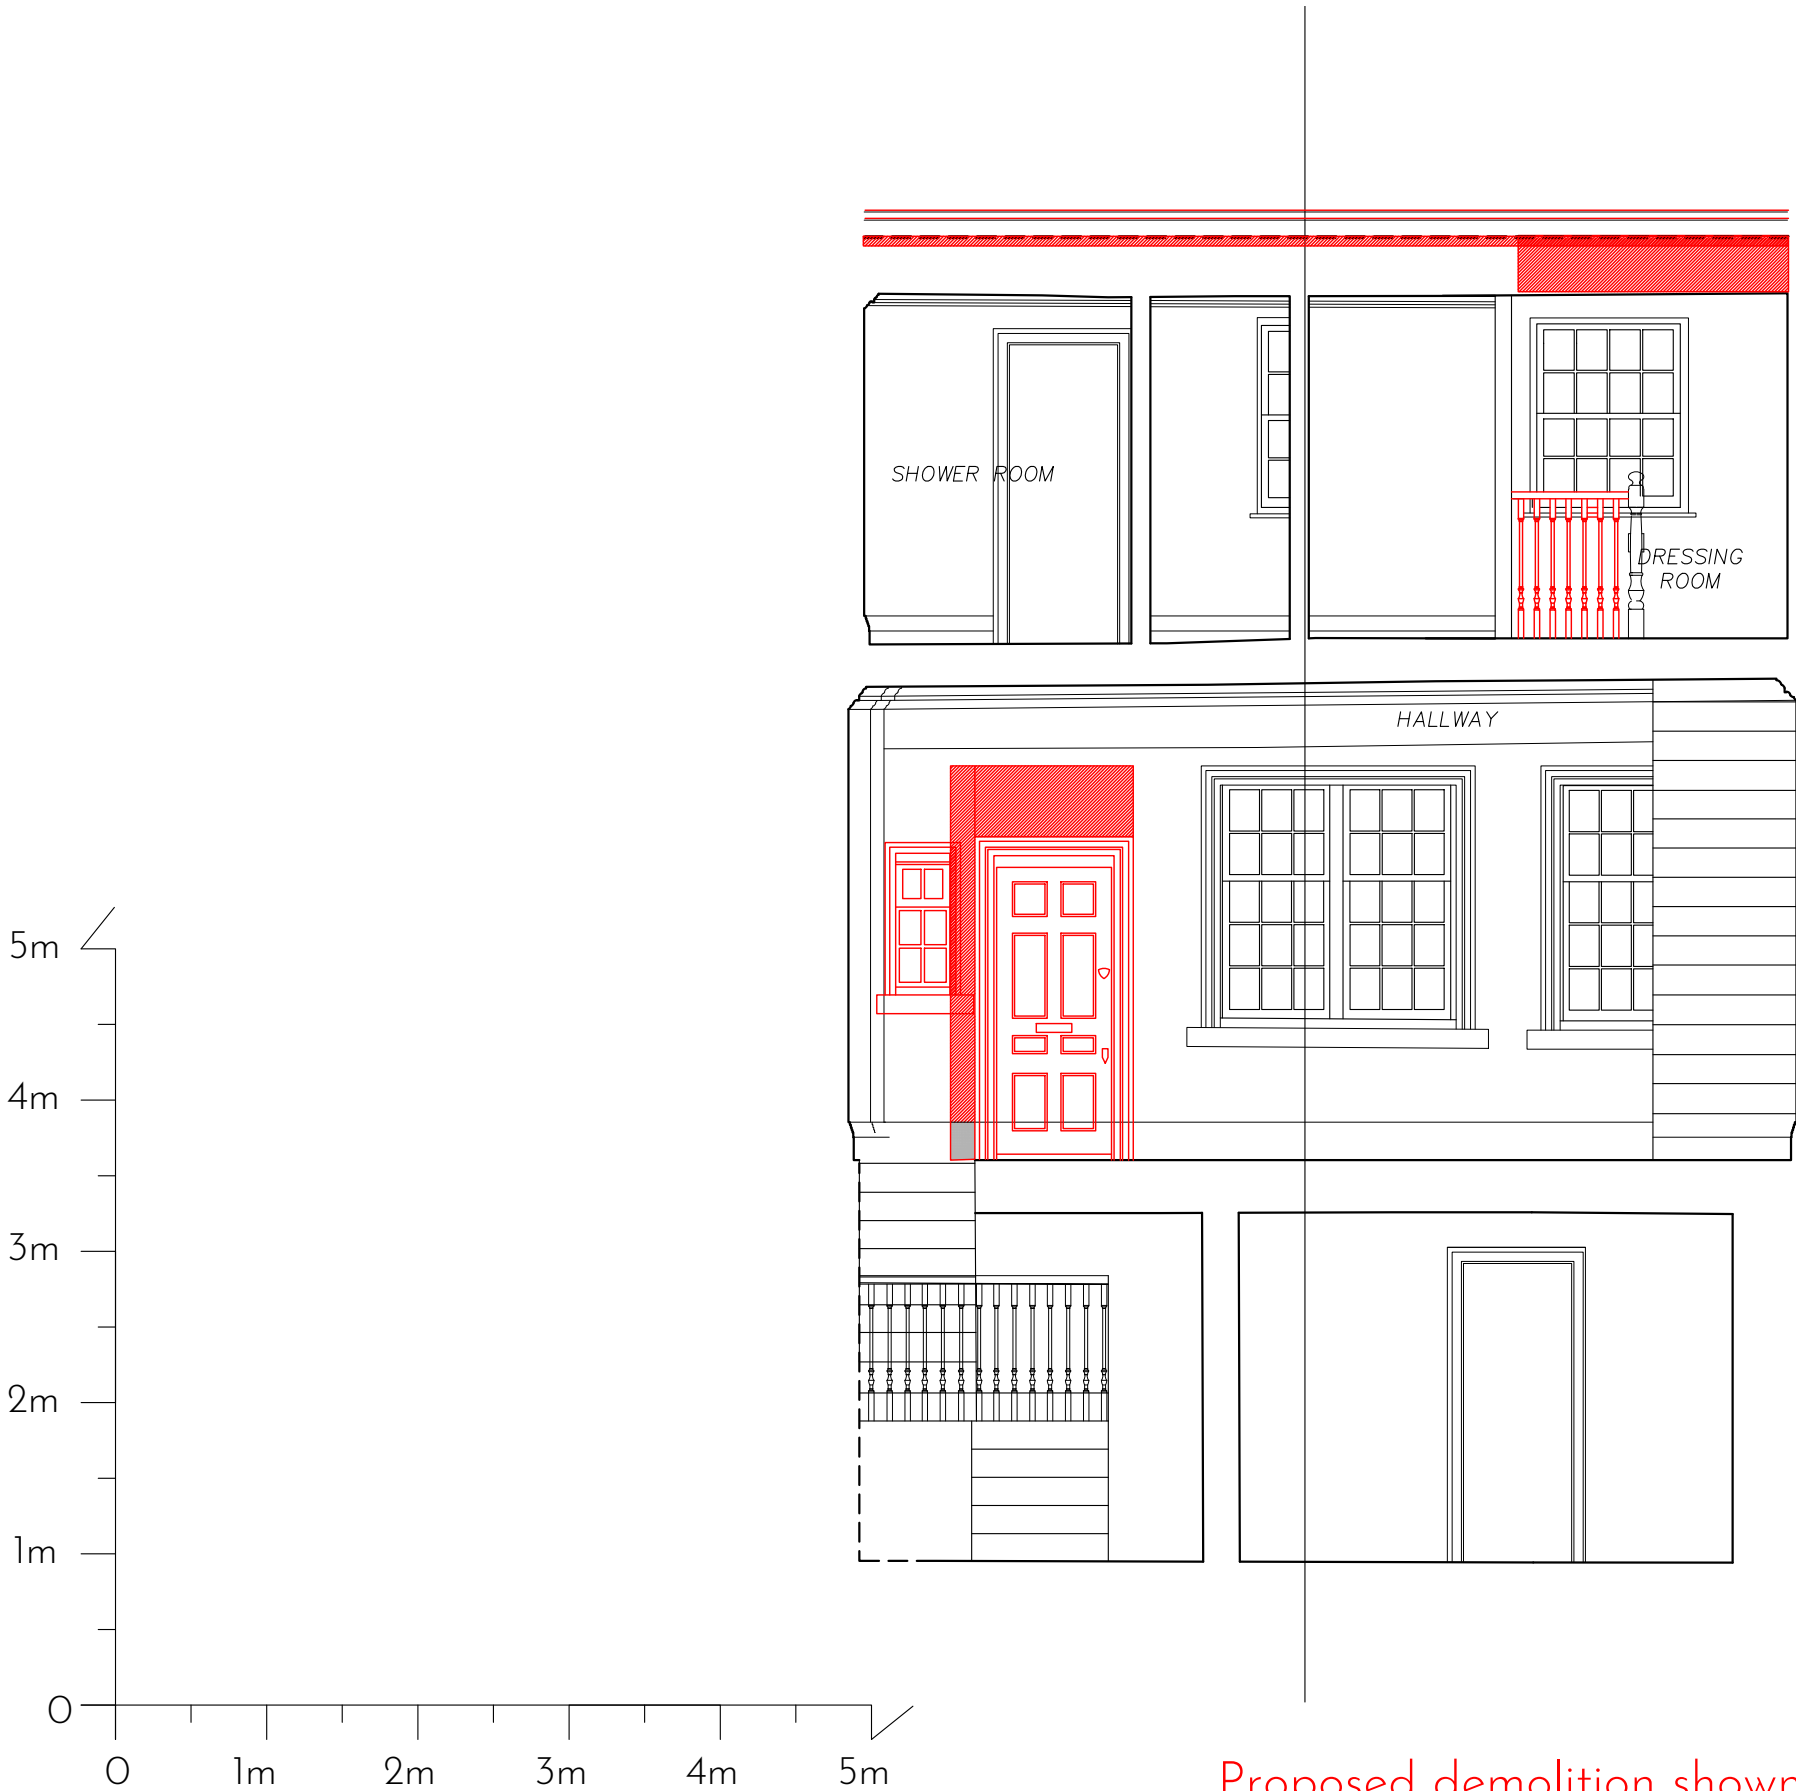 SHOWER ROOM
DRESSING
ROOM
HALLWAY
5m
4m
3m
2m
1m
0
0 1m 2m 3m 4m 5m
Proposed demolition shown